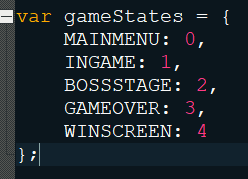 var gameStates = {
    MAINMENU: 0,
    INGAME: 1,
    BOSSSTAGE: 2,
    GAMEOVER: 3,
    WINSCREEN: 4
};